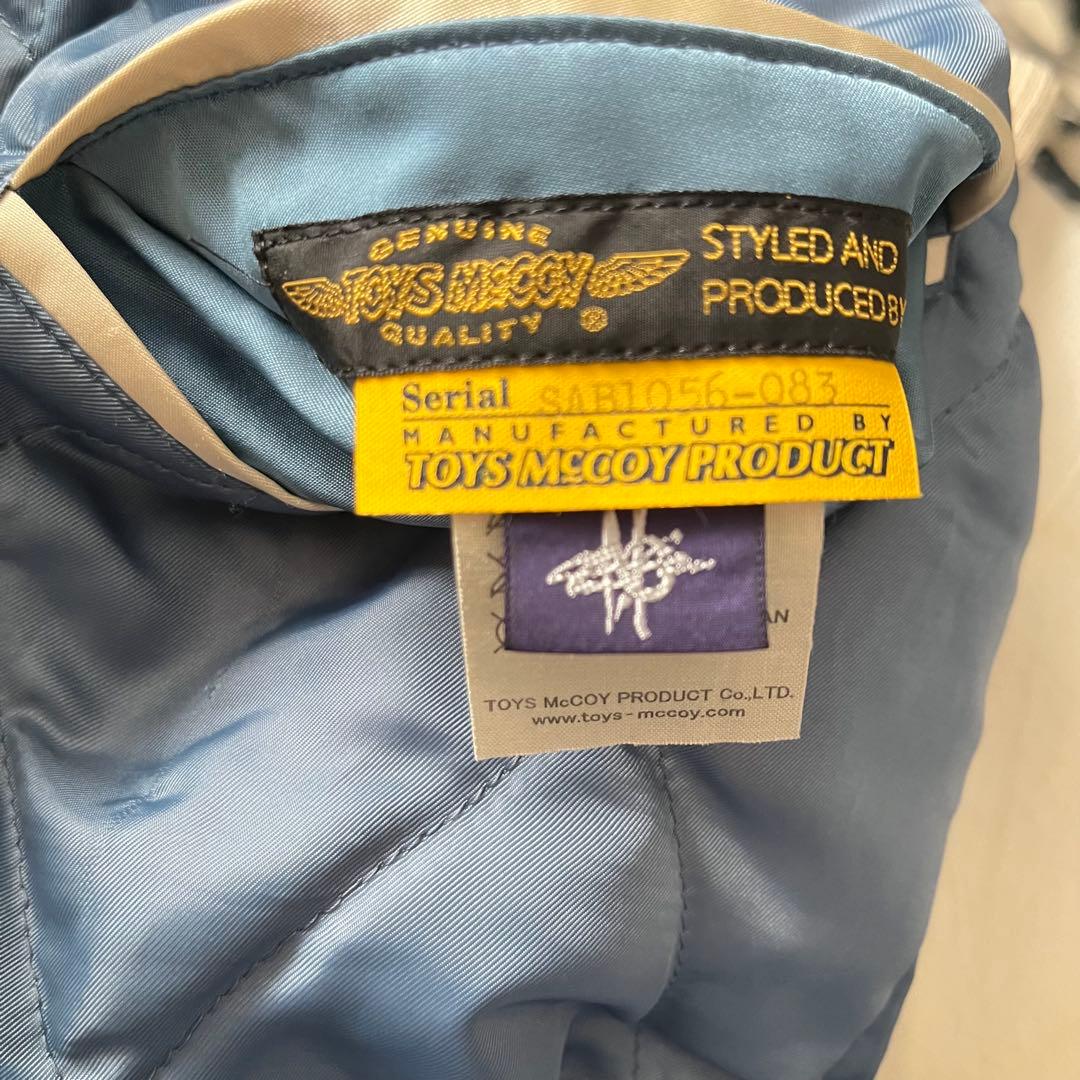 GENUINE
TOYS McCOY
QUALITY ®
STYLED AND
PRODUCED BY
Serial SAB1056-083
MANUFACTURED BY
TOYS McCOY PRODUCT
AN
TOYS McCOY PRODUCT Co.,LTD.
www.toys-mccoy.com